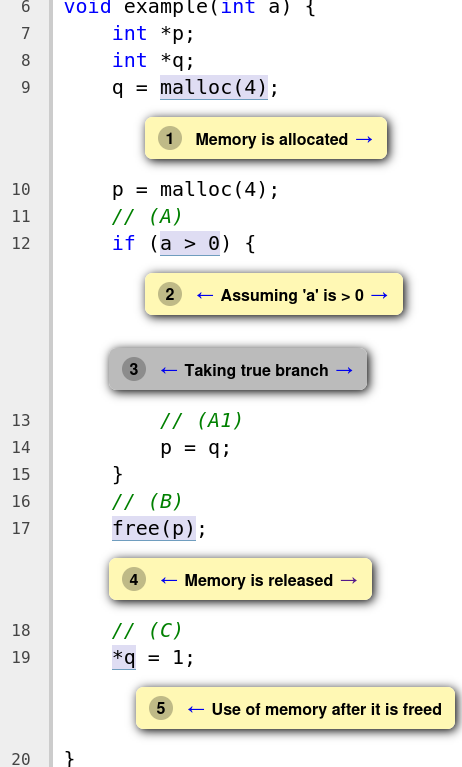 6 void example(int a) {
7 int *p;
8 int *q;
9 q = malloc(4);
1 Memory is allocated →
10 p = malloc(4);
11 // (A)
12 if (a > 0) {
2 ← Assuming 'a' is > 0 →
3 ← Taking true branch →
13 // (A1)
14 p = q;
15 }
16 // (B)
17 free(p);
4 ← Memory is released →
18 // (C)
19 *q = 1;
5 ← Use of memory after it is freed
20 }